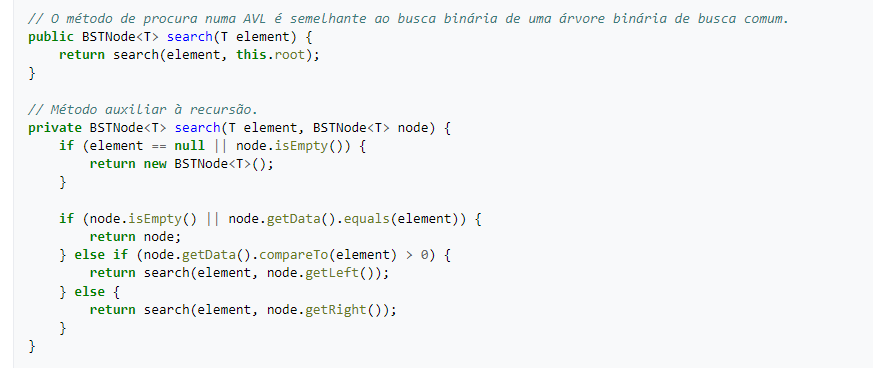 // O método de procura numa AVL é semelhante ao busca binária de uma árvore binária de busca comum.
public BSTNode<T> search(T element) {
    return search(element, this.root);
}

// Método auxiliar à recursão.
private BSTNode<T> search(T element, BSTNode<T> node) {
    if (element == null || node.isEmpty()) {
        return new BSTNode<T>();
    }

    if (node.isEmpty() || node.getData().equals(element)) {
        return node;
    } else if (node.getData().compareTo(element) > 0) {
        return search(element, node.getLeft());
    } else {
        return search(element, node.getRight());
    }
}